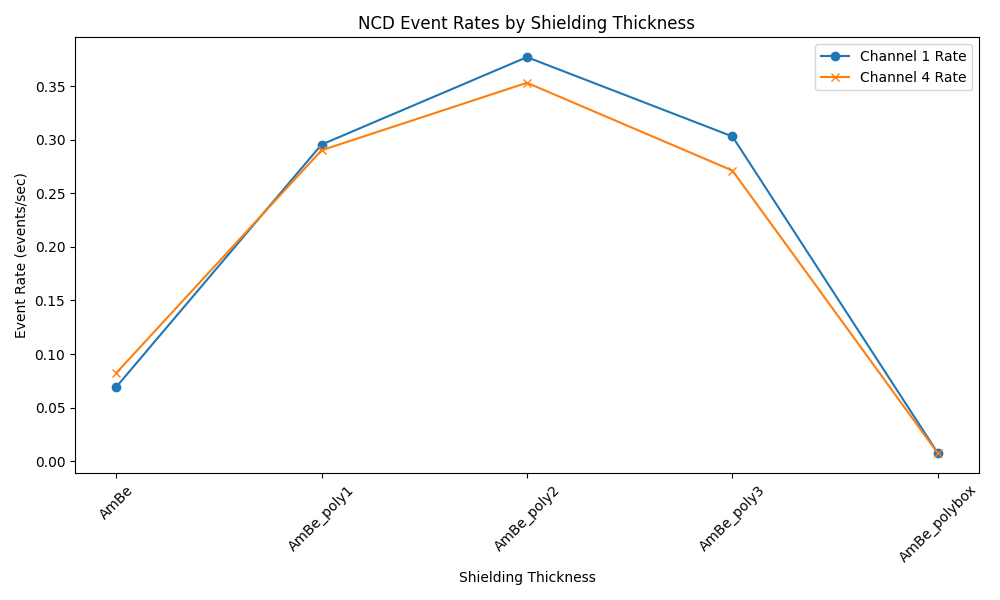 NCD Event Rates by Shielding Thickness
Channel 1 Rate
Channel 4 Rate
Event Rate (events/sec)
0.35
0.30
0.25
0.20
0.15
0.10
0.05
0.00
AmBe
AmBe_poly1
AmBe_poly2
AmBe_poly3
AmBe_polybox
Shielding Thickness